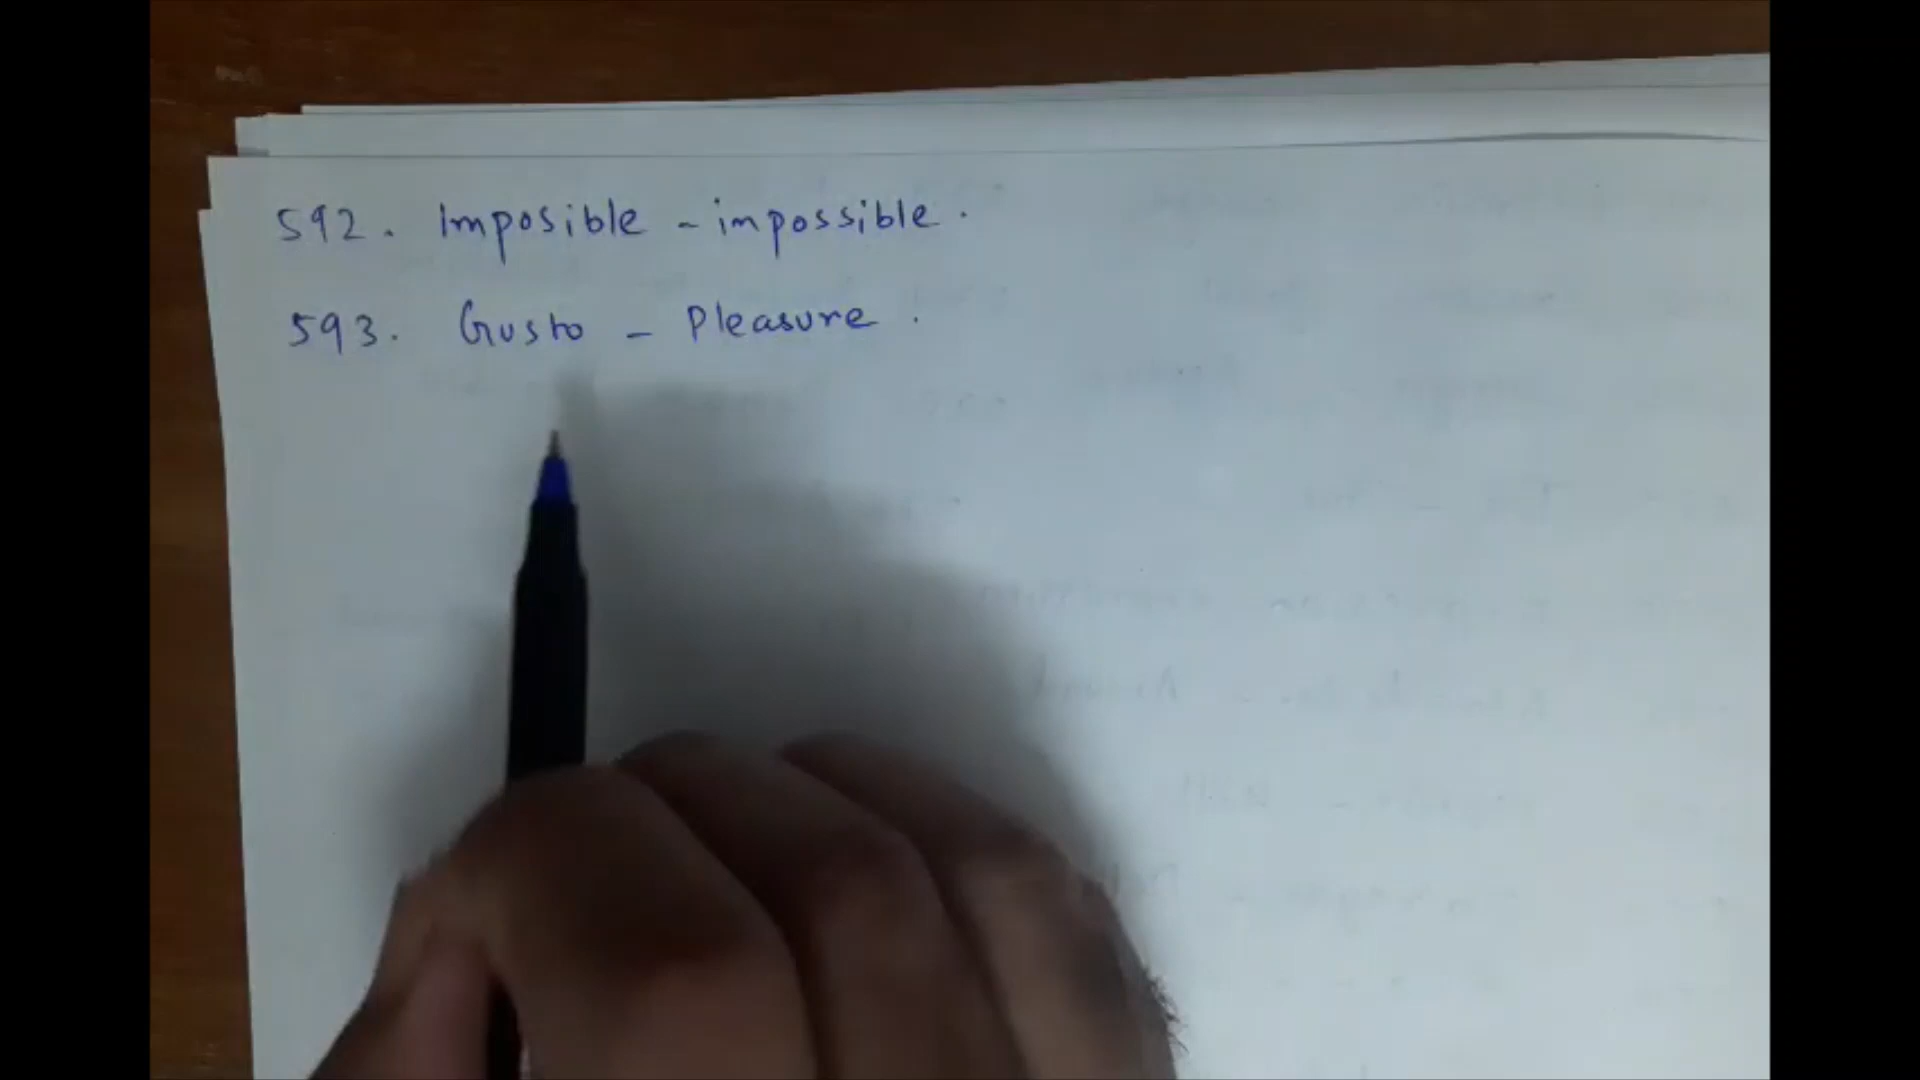 592. Imposible - impossible.
593. Gusto - Pleasure.